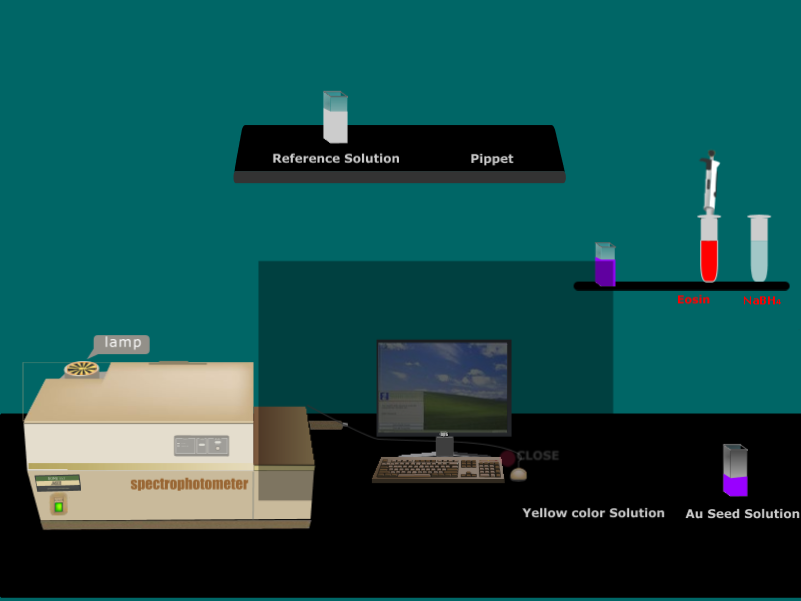 Reference Solution
Pippet
Eosin
NaBH₄
lamp
CLOSE
spectrophotometer
Yellow color Solution
Au Seed Solution